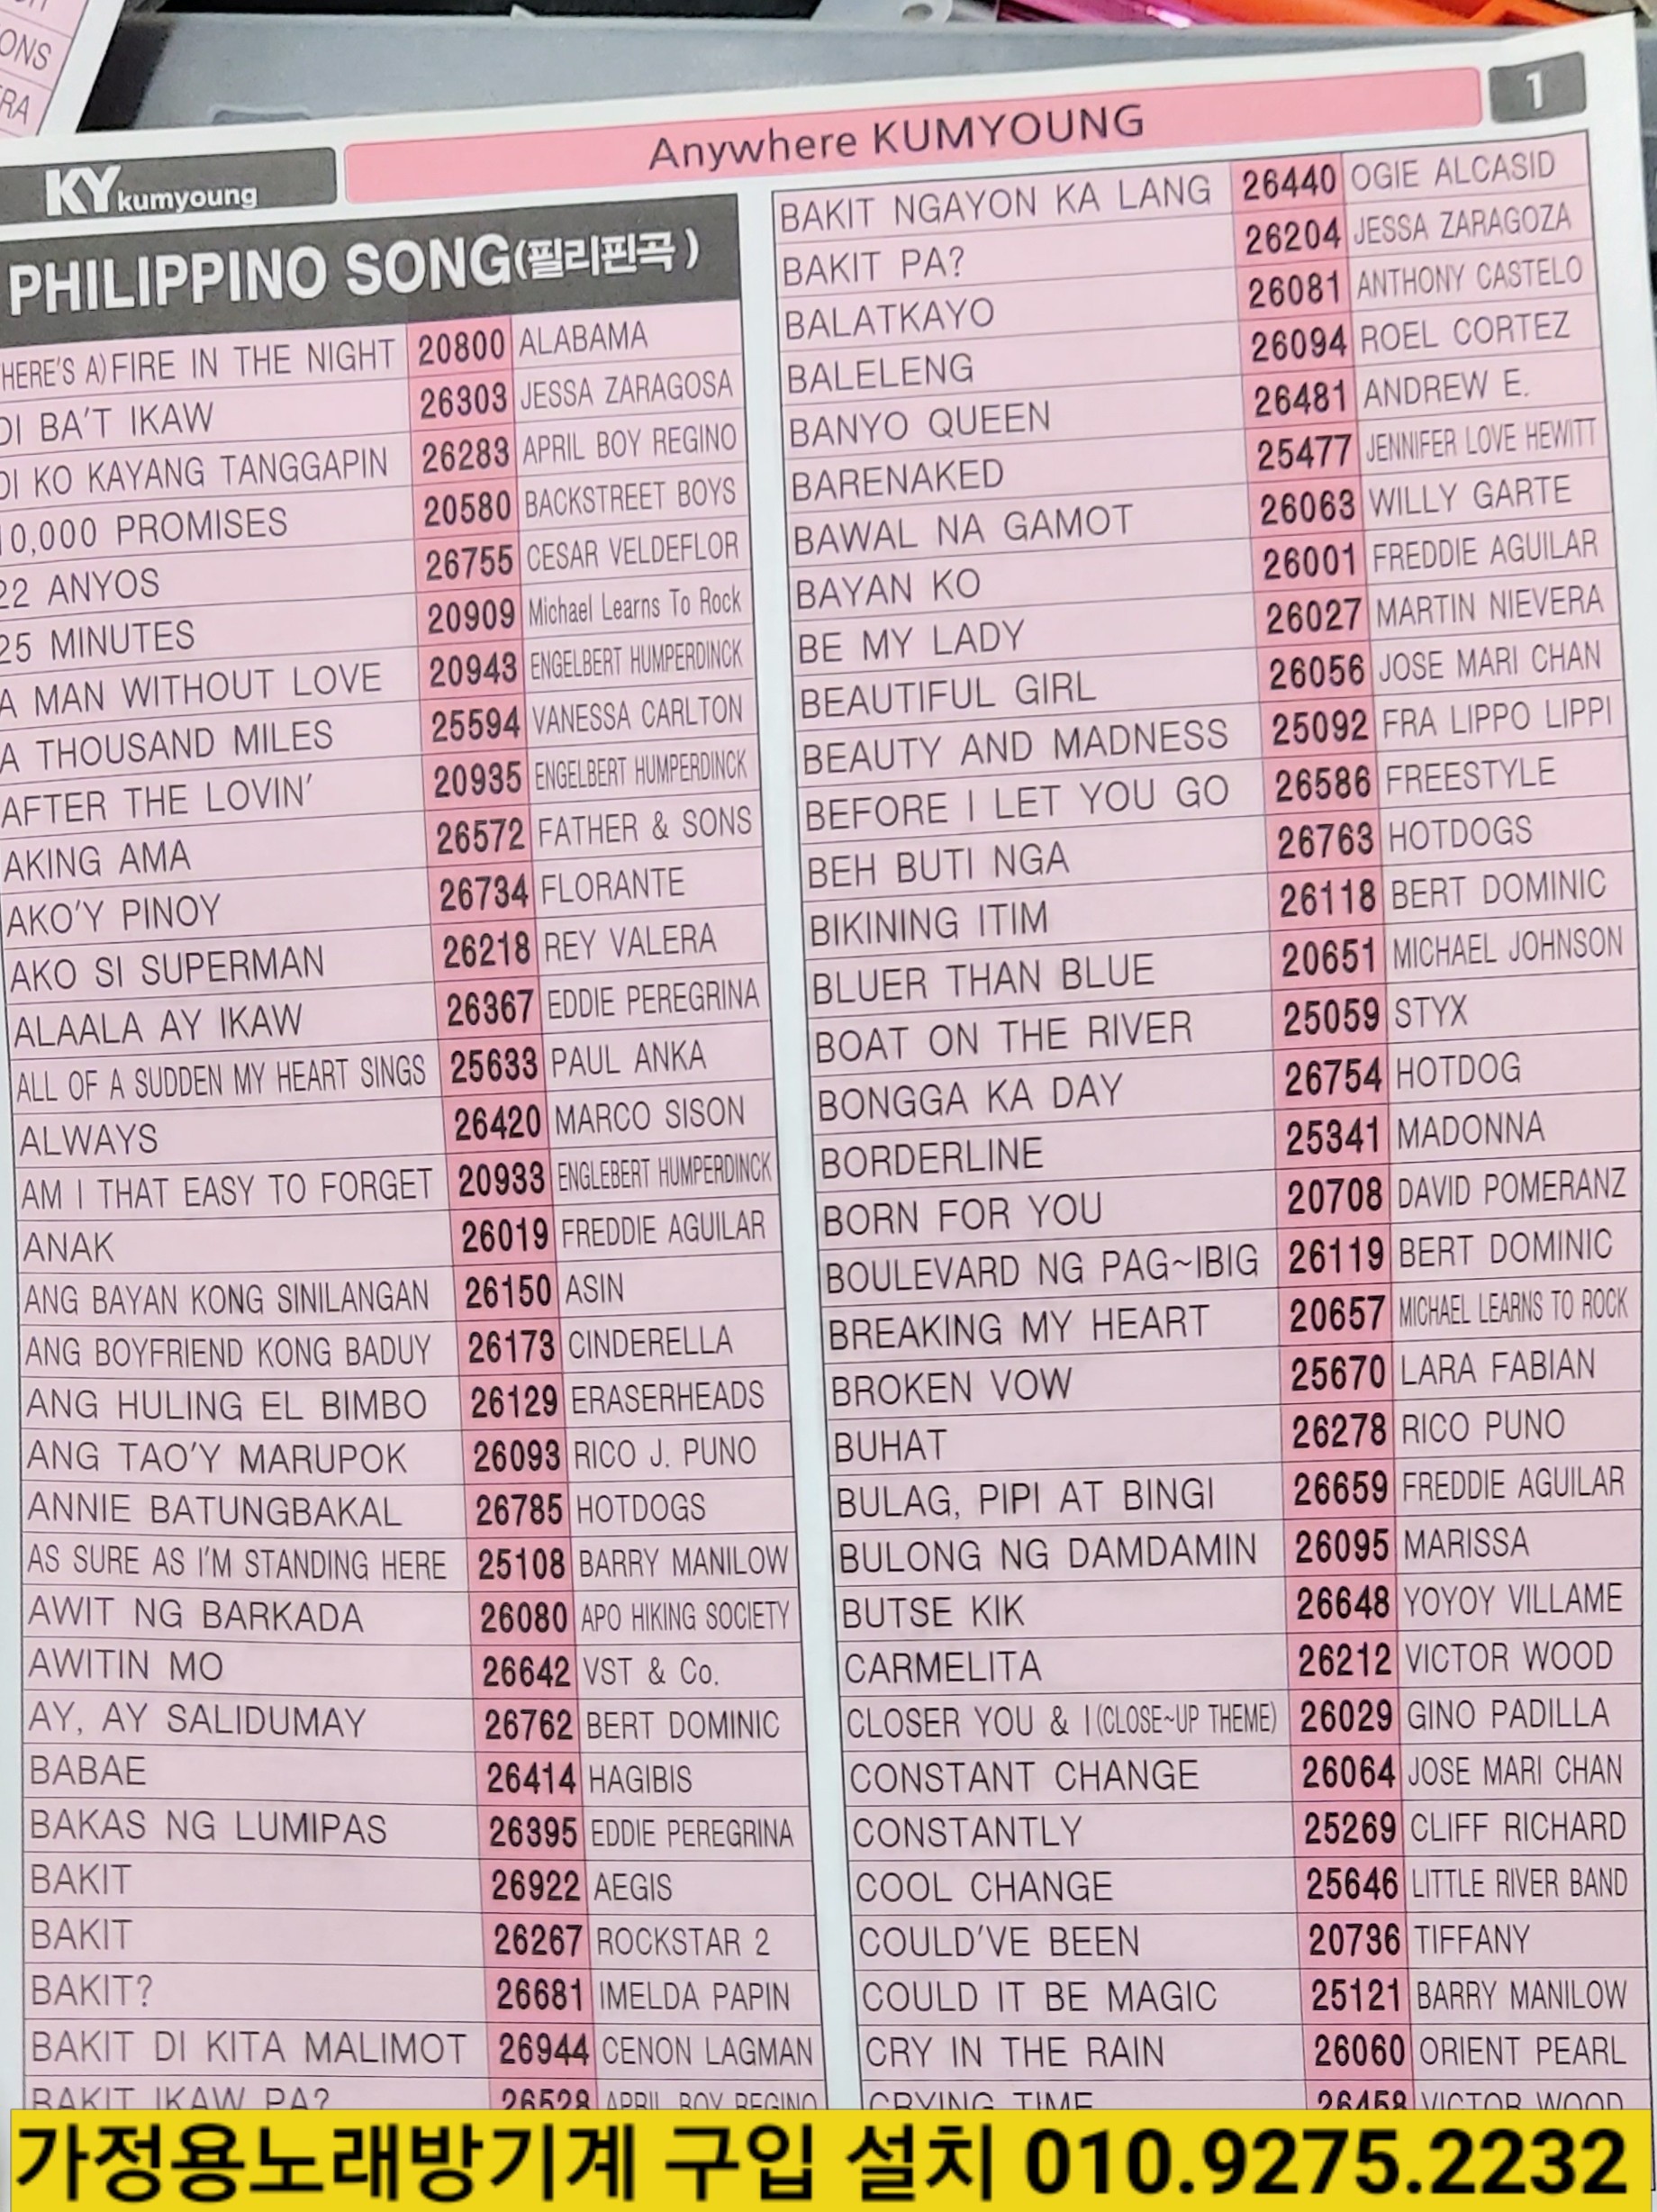 ONS
RA
KY kumyoung
Anywhere KUMYOUNG
1
PHILIPPINO SONG(필리핀곡)
HERE'S A)FIRE IN THE NIGHT 20800 ALABAMA
DI BA'T IKAW 26303 JESSA ZARAGOSA
DI KO KAYANG TANGGAPIN 26283 APRIL BOY REGINO
10,000 PROMISES 20580 BACKSTREET BOYS
22 ANYOS 26755 CESAR VELDEFLOR
25 MINUTES 20909 Michael Learns To Rock
A MAN WITHOUT LOVE 20943 ENGELBERT HUMPERDINCK
A THOUSAND MILES 25594 VANESSA CARLTON
AFTER THE LOVIN' 20935 ENGELBERT HUMPERDINCK
AKING AMA 26572 FATHER & SONS
AKO'Y PINOY 26734 FLORANTE
AKO SI SUPERMAN 26218 REY VALERA
ALAALA AY IKAW 26367 EDDIE PEREGRINA
ALL OF A SUDDEN MY HEART SINGS 25633 PAUL ANKA
ALWAYS 26420 MARCO SISON
AM I THAT EASY TO FORGET 20933 ENGLEBERT HUMPERDINCK
ANAK 26019 FREDDIE AGUILAR
ANG BAYAN KONG SINILANGAN 26150 ASIN
ANG BOYFRIEND KONG BADUY 26173 CINDERELLA
ANG HULING EL BIMBO 26129 ERASERHEADS
ANG TAO'Y MARUPOK 26093 RICO J. PUNO
ANNIE BATUNGBAKAL 26785 HOTDOGS
AS SURE AS I'M STANDING HERE 25108 BARRY MANILOW
AWIT NG BARKADA 26080 APO HIKING SOCIETY
AWITIN MO 26642 VST & Co.
AY, AY SALIDUMAY 26762 BERT DOMINIC
BABAE 26414 HAGIBIS
BAKAS NG LUMIPAS 26395 EDDIE PEREGRINA
BAKIT 26922 AEGIS
BAKIT 26267 ROCKSTAR 2
BAKIT? 26681 IMELDA PAPIN
BAKIT DI KITA MALIMOT 26944 CENON LAGMAN
BAKIT IKAW PA? 26528 APRIL BOY REGINO
BAKIT NGAYON KA LANG 26440 OGIE ALCASID
BAKIT PA? 26204 JESSA ZARAGOZA
BALATKAYO 26081 ANTHONY CASTELO
BALELENG 26094 ROEL CORTEZ
BANYO QUEEN 26481 ANDREW E.
BARENAKED 25477 JENNIFER LOVE HEWITT
BAWAL NA GAMOT 26063 WILLY GARTE
BAYAN KO 26001 FREDDIE AGUILAR
BE MY LADY 26027 MARTIN NIEVERA
BEAUTIFUL GIRL 26056 JOSE MARI CHAN
BEAUTY AND MADNESS 25092 FRA LIPPO LIPPI
BEFORE I LET YOU GO 26586 FREESTYLE
BEH BUTI NGA 26763 HOTDOGS
BIKINING ITIM 26118 BERT DOMINIC
BLUER THAN BLUE 20651 MICHAEL JOHNSON
BOAT ON THE RIVER 25059 STYX
BONGGA KA DAY 26754 HOTDOG
BORDERLINE 25341 MADONNA
BORN FOR YOU 20708 DAVID POMERANZ
BOULEVARD NG PAG~IBIG 26119 BERT DOMINIC
BREAKING MY HEART 20657 MICHAEL LEARNS TO ROCK
BROKEN VOW 25670 LARA FABIAN
BUHAT 26278 RICO PUNO
BULAG, PIPI AT BINGI 26659 FREDDIE AGUILAR
BULONG NG DAMDAMIN 26095 MARISSA
BUTSE KIK 26648 YOYOY VILLAME
CARMELITA 26212 VICTOR WOOD
CLOSER YOU & I(CLOSE~UP THEME) 26029 GINO PADILLA
CONSTANT CHANGE 26064 JOSE MARI CHAN
CONSTANTLY 25269 CLIFF RICHARD
COOL CHANGE 25646 LITTLE RIVER BAND
COULD'VE BEEN 20736 TIFFANY
COULD IT BE MAGIC 25121 BARRY MANILOW
CRY IN THE RAIN 26060 ORIENT PEARL
CRYING TIME 26458 VICTOR WOOD
가정용노래방기계 구입 설치 010.9275.2232